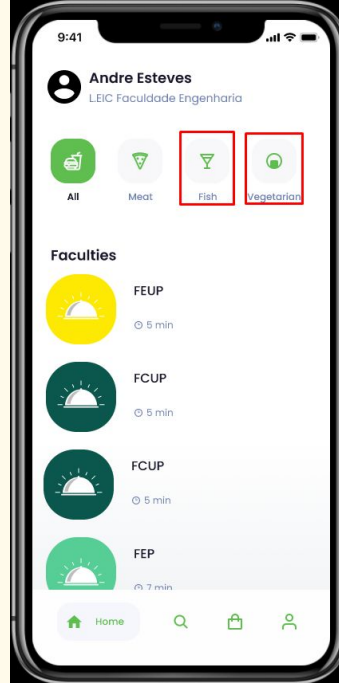 9:41
Andre Esteves
LEIC Faculdade Engenharia
All
Meat
Fish
Vegetarian
Faculties
FEUP
5 min
FCUP
5 min
FCUP
5 min
FEP
7 min
Home